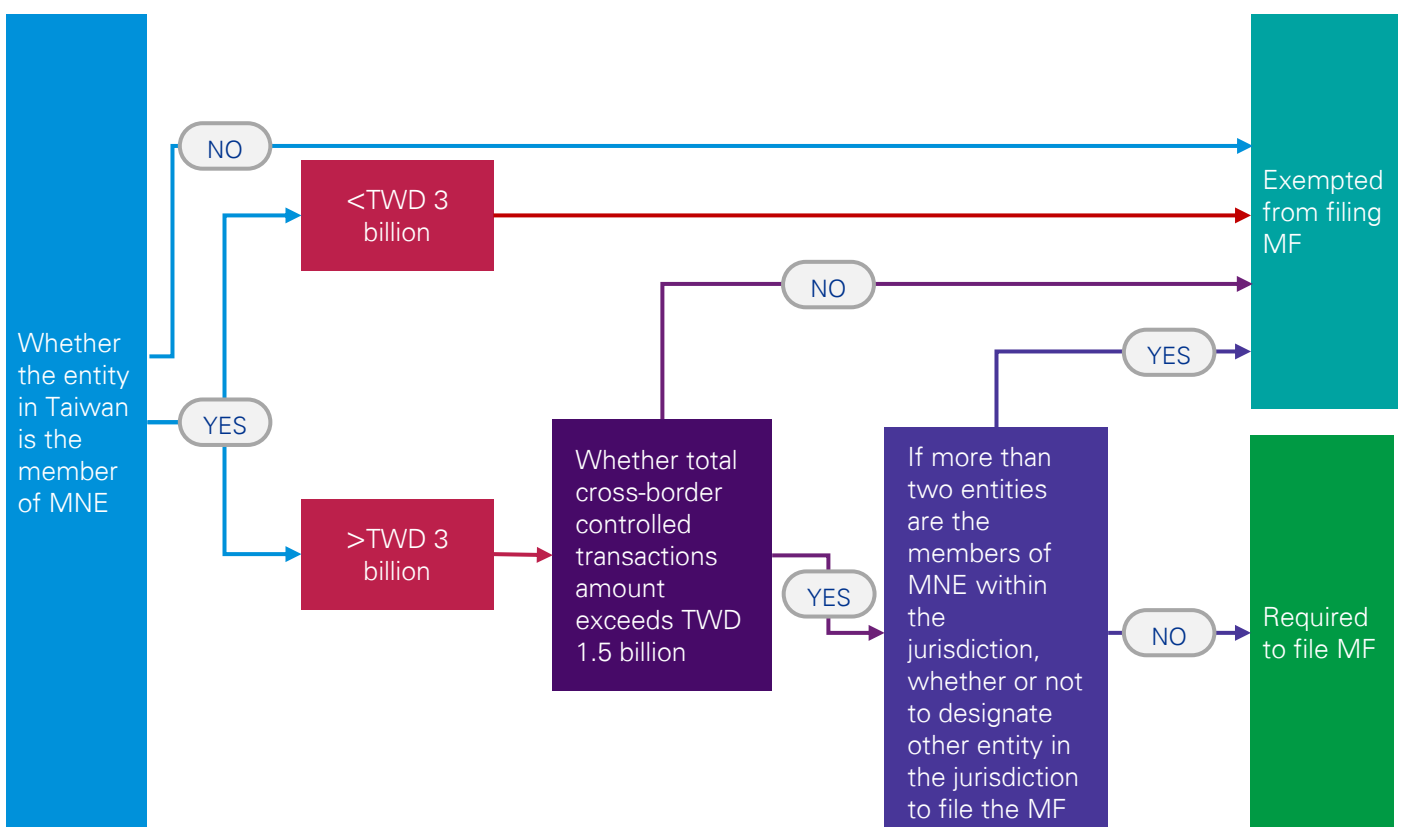 Whether
the entity
in Taiwan
is the
member
of MNE
NO
YES
<TWD 3
billion
>TWD 3
billion
Whether total
cross-border
controlled
transactions
amount
exceeds TWD
1.5 billion
NO
YES
If more than
two entities
are the
members of
MNE within
the
jurisdiction,
whether or not
to designate
other entity in
the jurisdiction
to file the MF
YES
NO
Exempted
from filing
MF
Required
to file MF